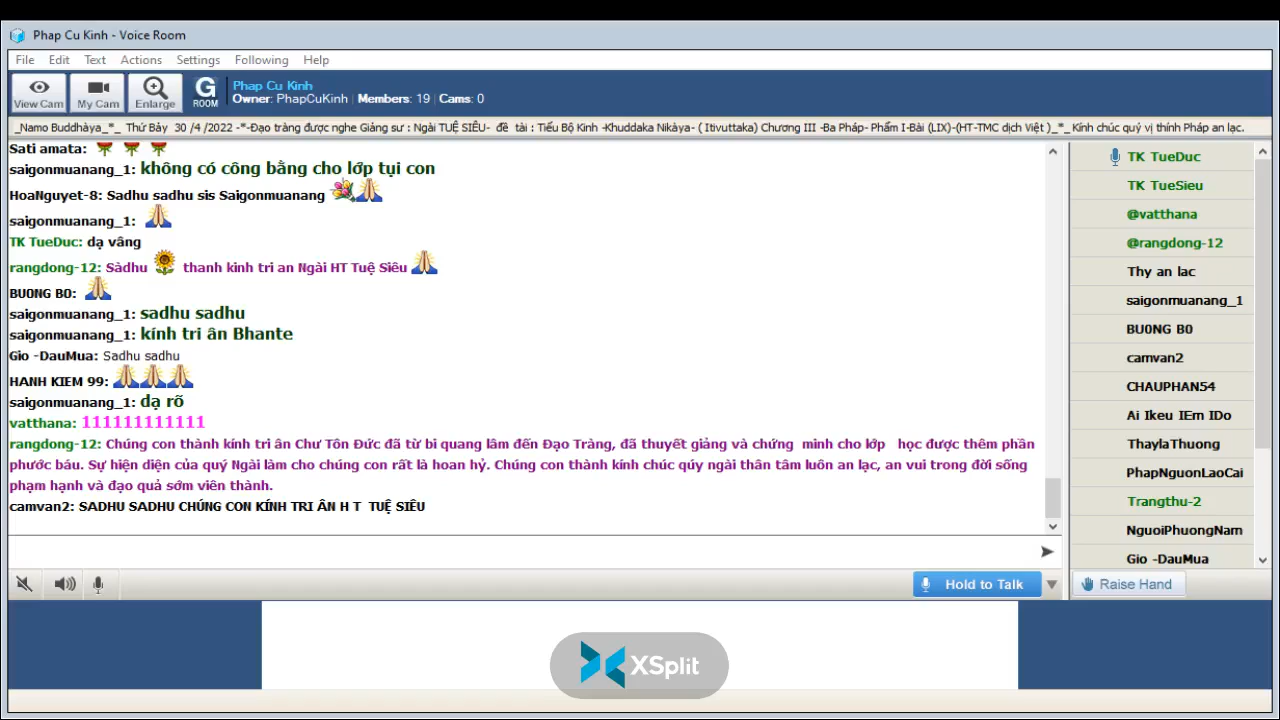 Phap Cu Kinh - Voice Room
File Edit Text Actions Settings Following Help
View Cam My Cam Enlarge G ROOM
Phap Cu Kinh
Owner: PhapCuKinh Members: 19 Cams: 0
_Namo Buddhàya_*_ Thứ Bảy 30 /4 /2022 -*-Đạo tràng được nghe Giảng sư : Ngài TUỆ SIÊU- đề tài : Tiểu Bộ Kinh -Khuddaka Nikàya- ( Itivuttaka) Chương III -Ba Pháp- Phẩm I-Bài (LIX)-(HT-TMC dịch Việt )_*_ Kính chúc quý vị thính Pháp an lạc.
Sati amata:
saigonmuanang_1: không có công bằng cho lớp tụi con
HoaNguyet-8: Sadhu sadhu sis Saigonmuanang
saigonmuanang_1:
TK TueDuc: dạ vâng
rangdong-12: Sàdhu thanh kinh tri an Ngài HT Tuệ Siêu
BU0NG B0:
saigonmuanang_1: sadhu sadhu
saigonmuanang_1: kính tri ân Bhante
Gio -DauMua: Sadhu sadhu
HANH KIEM 99:
saigonmuanang_1: dạ rõ
vatthana: 111111111111
rangdong-12: Chúng con thành kính tri ân Chư Tôn Đức đã từ bi quang lâm đến Đạo Tràng, đã thuyết giảng và chứng minh cho lớp học được thêm phần
phước báu. Sự hiện diện của quý Ngài làm cho chúng con rất là hoan hỷ. Chúng con thành kính chúc qúy ngài thân tâm luôn an lạc, an vui trong đời sống
phạm hạnh và đạo quả sớm viên thành.
camvan2: SADHU SADHU CHÚNG CON KÍNH TRI ÂN H T TUỆ SIÊU
TK TueDuc
TK TueSieu
@vatthana
@rangdong-12
Thy an lac
saigonmuanang_1
BU0NG B0
camvan2
CHAUPHAN54
Ai Ikeu IEm IDo
ThaylaThuong
PhapNguonLaoCai
Trangthu-2
NguoiPhuongNam
Gio -DauMua
Hold to Talk
Raise Hand
XSplit